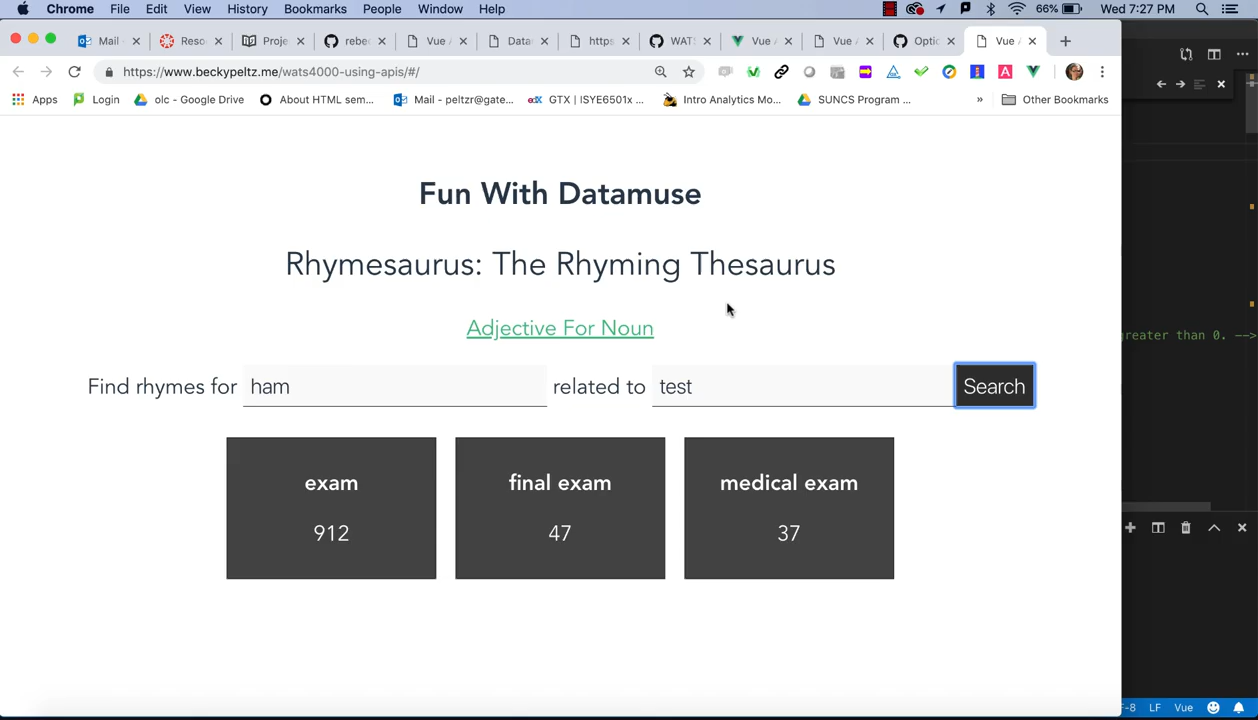 Chrome File Edit View History Bookmarks People Window Help 66% Wed 7:27 PM
Mail Reso Proje rebe Vue Data https WAT Vue Vue Optio Vue
https://www.beckypeltz.me/wats4000-using-apis/#/
Apps Login olc - Google Drive About HTML sem... Mail - peltzr@gate... GTX | ISYE6501x ... Intro Analytics Mo... SUNCS Program ... » Other Bookmarks
Fun With Datamuse
Rhymesaurus: The Rhyming Thesaurus
Adjective For Noun
greater than 0. -->
Find rhymes for ham related to test Search
exam final exam medical exam
912 47 37
F-8 LF Vue